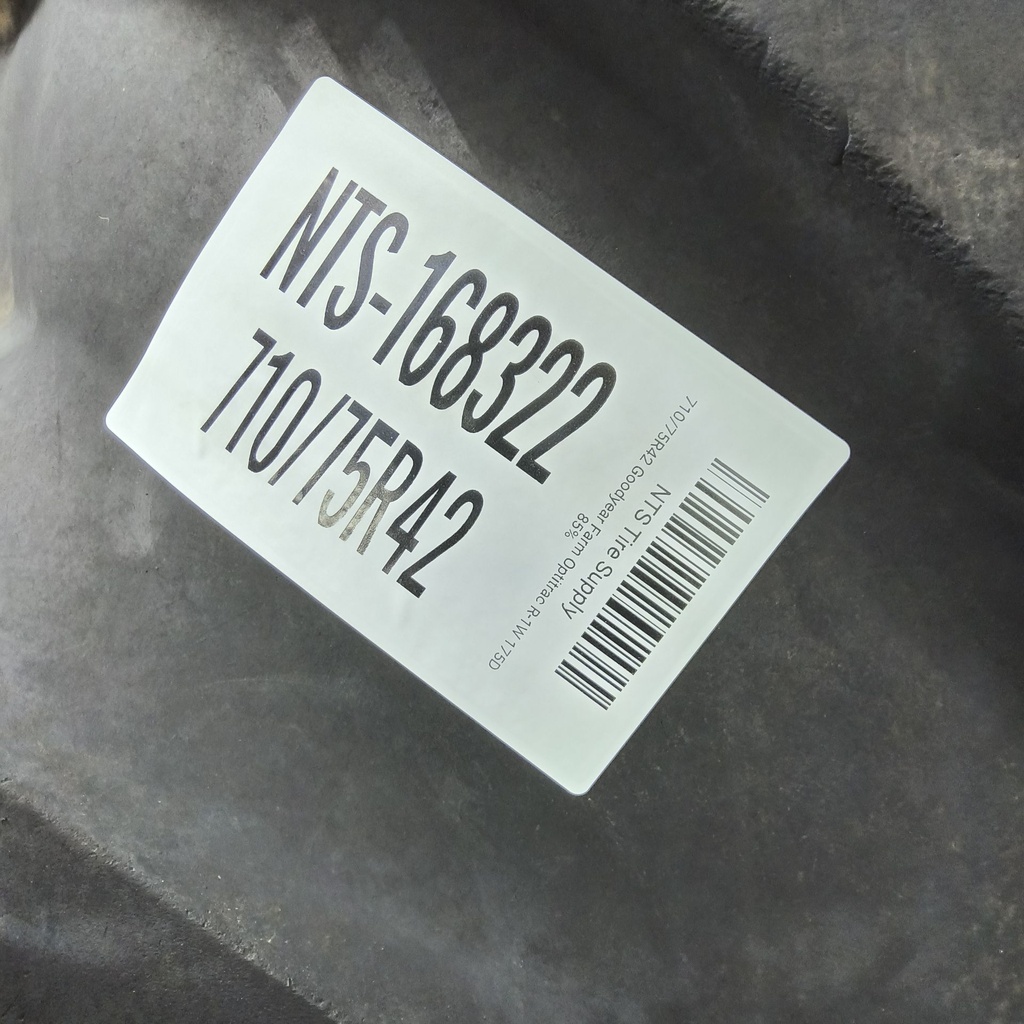 NTS-168322
710/75R42
NTS Tire Supply
710/75R42 Goodyear Farm Optitrac R-1W 175D
85%